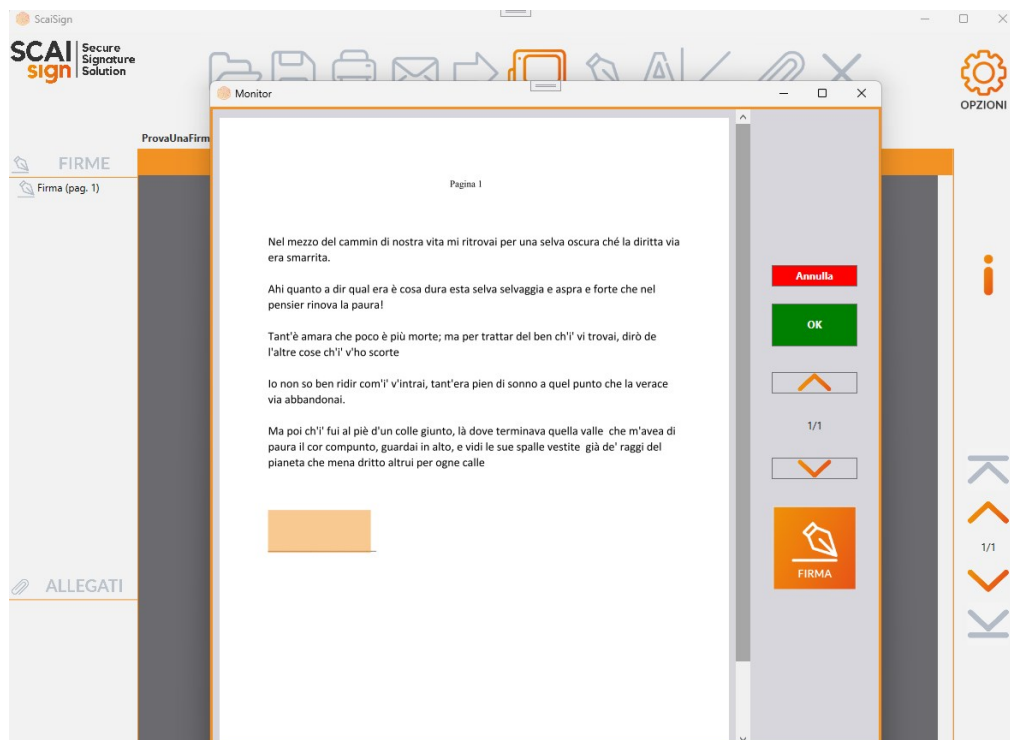 ScaiSign
SCAI sign
Secure
Signature
Solution
OPZIONI
Monitor
ProvaUnaFirm
FIRME
Firma (pag. 1)
Pagina 1
Nel mezzo del cammin di nostra vita mi ritrovai per una selva oscura ché la diritta via
era smarrita.
Ahi quanto a dir qual era è cosa dura esta selva selvaggia e aspra e forte che nel
pensier rinova la paura!
Tant'è amara che poco è più morte; ma per trattar del ben ch'i' vi trovai, dirò de
l'altre cose ch'i' v'ho scorte
Io non so ben ridir com'i' v'intrai, tant'era pien di sonno a quel punto che la verace
via abbandonai.
Ma poi ch'i' fui al piè d'un colle giunto, là dove terminava quella valle che m'avea di
paura il cor compunto, guardai in alto, e vidi le sue spalle vestite già de' raggi del
pianeta che mena dritto altrui per ogne calle
Annulla
OK
1/1
FIRMA
ALLEGATI
1/1